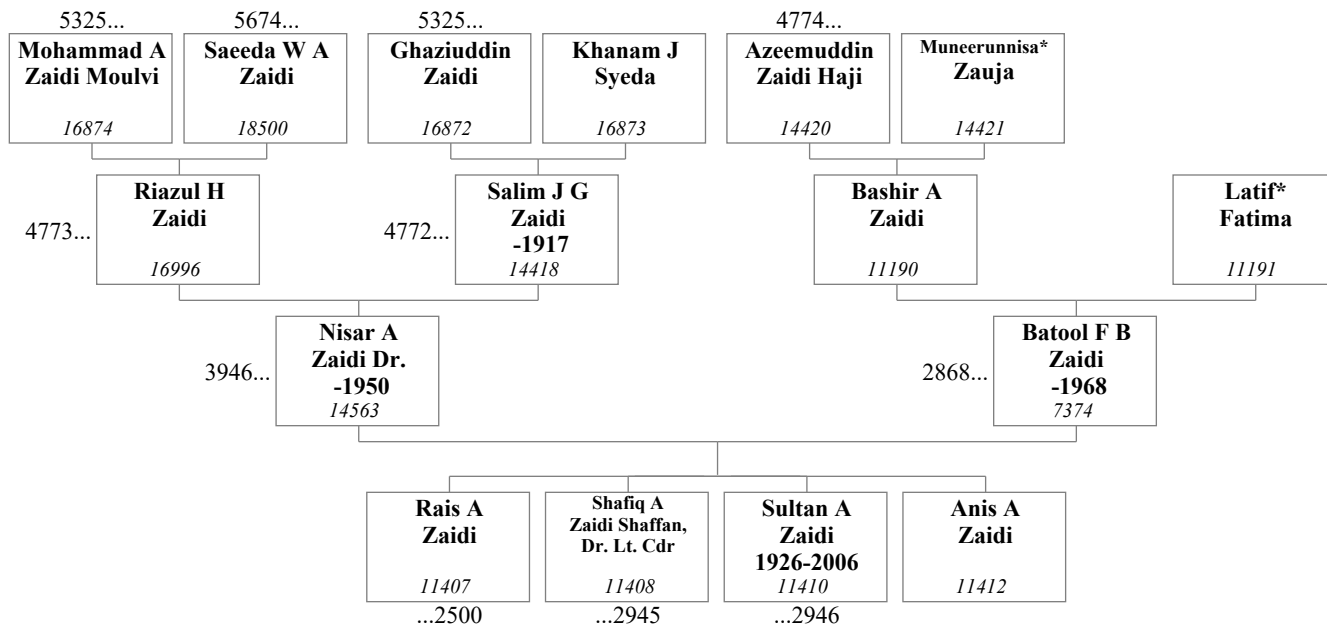 5325...
5674...
5325...
4774...
Mohammad A
Zaidi Moulvi
16874
Saeeda W A
Zaidi
18500
Ghaziuddin
Zaidi
16872
Khanam J
Syeda
16873
Azeemuddin
Zaidi Haji
14420
Muneerunnisa*
Zauja
14421
4773...
Riazul H
Zaidi
16996
4772...
Salim J G
Zaidi
-1917
14418
Bashir A
Zaidi
11190
Latif*
Fatima
11191
3946...
Nisar A
Zaidi Dr.
-1950
14563
2868...
Batool F B
Zaidi
-1968
7374
Rais A
Zaidi
11407
...2500
Shafiq A
Zaidi Shaffan,
Dr. Lt. Cdr
11408
...2945
Sultan A
Zaidi
1926-2006
11410
...2946
Anis A
Zaidi
11412